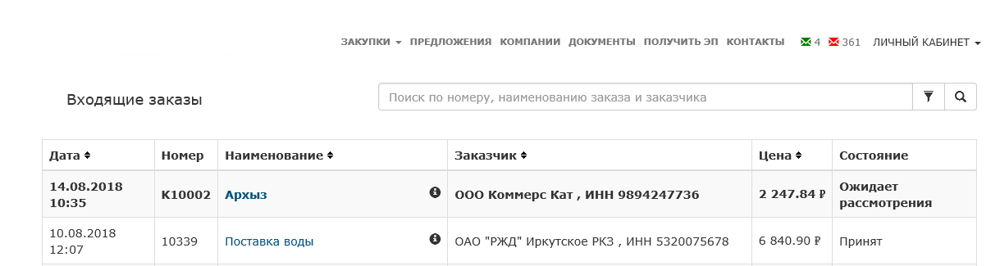 ЗАКУПКИ ПРЕДЛОЖЕНИЯ КОМПАНИИ ДОКУМЕНТЫ ПОЛУЧИТЬ ЭП КОНТАКТЫ 4 361 ЛИЧНЫЙ КАБИНЕТ
Входящие заказы
Поиск по номеру, наименованию заказа и заказчика
Дата Номер Наименование Заказчик Цена Состояние
14.08.2018
10:35
К10002
Архыз
ООО Коммерс Кат , ИНН 9894247736
2 247.84 ₽
Ожидает
рассмотрения
10.08.2018
12:07
10339
Поставка воды
ОАО "РЖД" Иркутское РКЗ , ИНН 5320075678
6 840.90 ₽
Принят